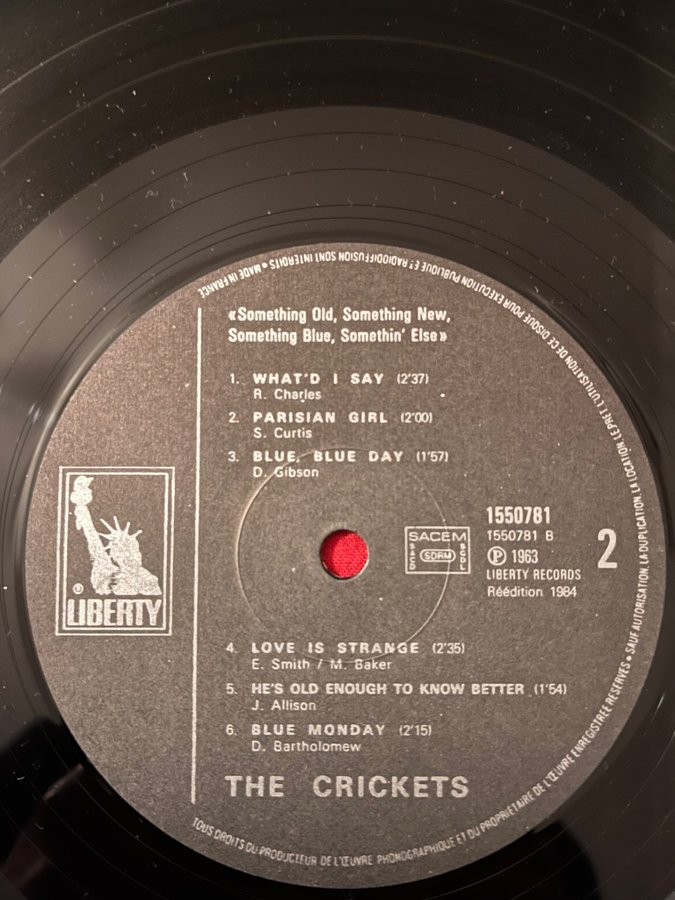 «Something Old, Something New,
Something Blue, Somethin' Else»
1. WHAT'D I SAY (2'37)
R. Charles
2. PARISIAN GIRL (2'00)
S. Curtis
3. BLUE, BLUE DAY (1'57)
D. Gibson
® LIBERTY
SACEM
SACD
SDRM
SGDL
1550781
1550781 B
℗ 1963
LIBERTY RECORDS
Réédition 1984
2
4. LOVE IS STRANGE (2'35)
E. Smith / M. Baker
5. HE'S OLD ENOUGH TO KNOW BETTER (1'54)
J. Allison
6. BLUE MONDAY (2'15)
D. Bartholomew
THE CRICKETS
TOUS DROITS DU PRODUCTEUR DE L'ŒUVRE PHONOGRAPHIQUE ET DU PROPRIETAIRE DE L'ŒUVRE ENREGISTREE RESERVES • SAUF AUTORISATION, LA DUPLICATION, LA LOCATION, LE PRET, L'UTILISATION DE CE DISQUE POUR EXECUTION PUBLIQUE ET RADIODIFFUSION SONT INTERDITS • MADE IN FRANCE